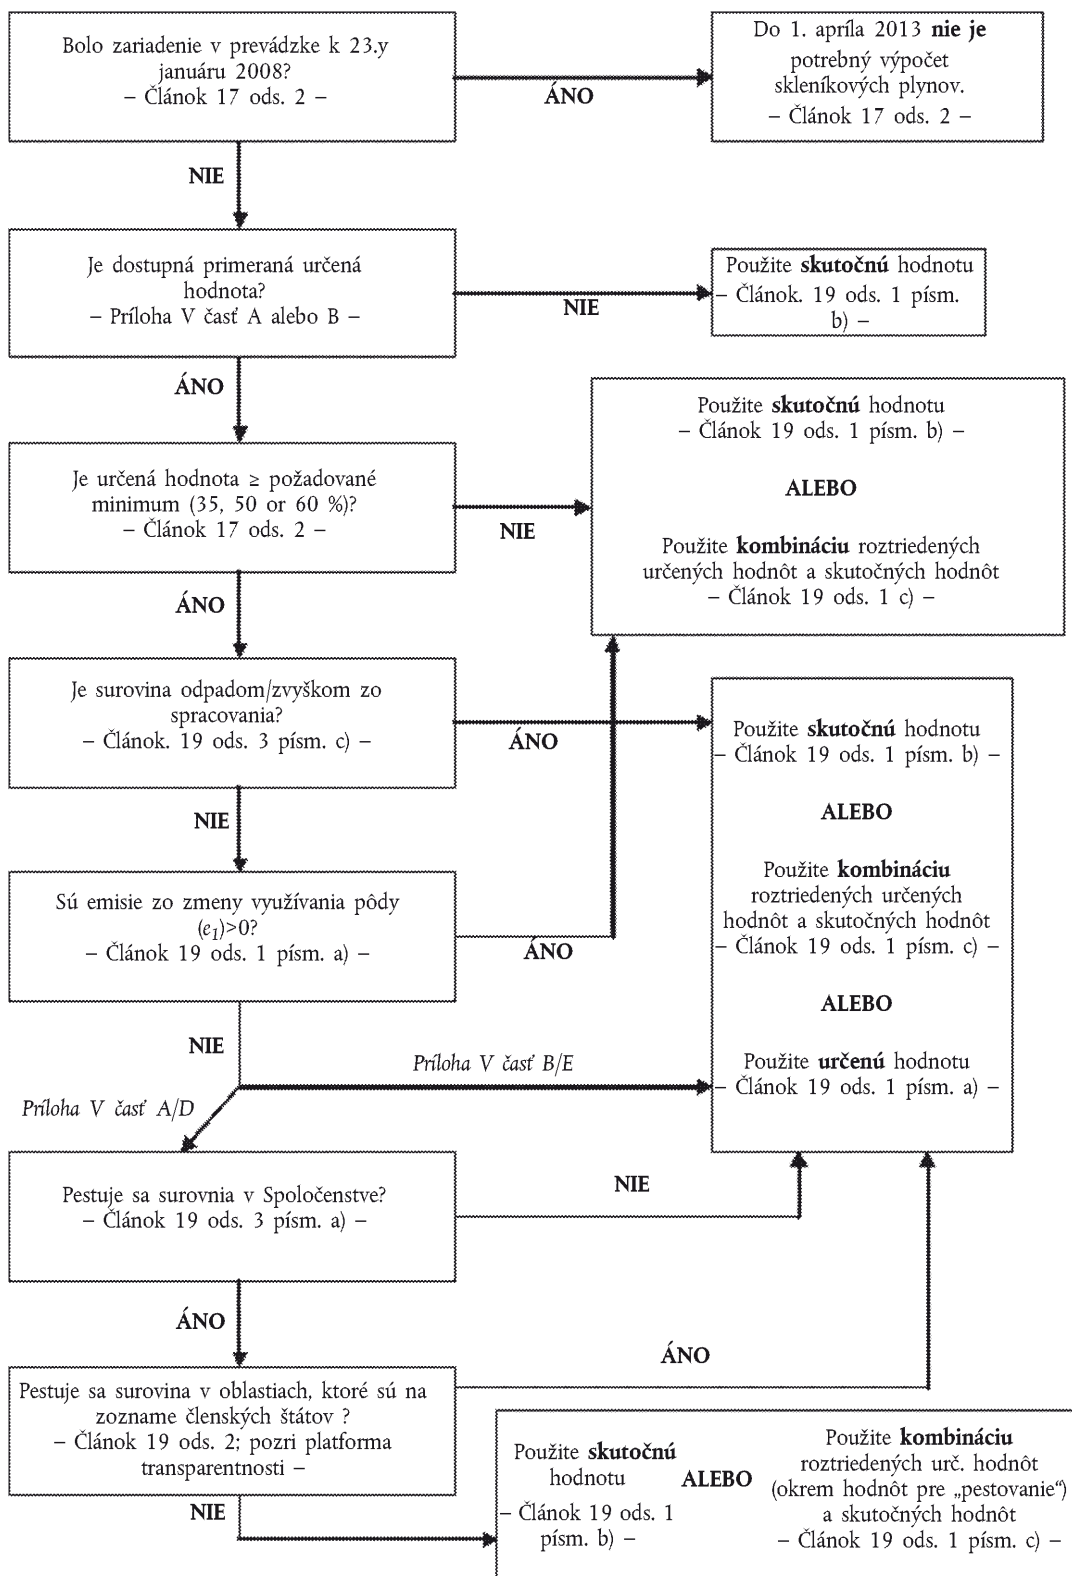 Bolo zariadenie v prevádzke k 23.y
januáru 2008?
– Článok 17 ods. 2 –
ÁNO
Do 1. apríla 2013 nie je
potrebný výpočet
skleníkových plynov.
– Článok 17 ods. 2 –
NIE
Je dostupná primeraná určená
hodnota?
– Príloha V časť A alebo B –
NIE
Použite skutočnú hodnotu
– Článok. 19 ods. 1 písm.
b) –
ÁNO
Je určená hodnota ≥ požadované
minimum (35, 50 or 60 %)?
– Článok 17 ods. 2 –
NIE
Použite skutočnú hodnotu
– Článok 19 ods. 1 písm. b) –
ALEBO
Použite kombináciu roztriedených
určených hodnôt a skutočných hodnôt
– Článok 19 ods. 1 c) –
ÁNO
Je surovina odpadom/zvyškom zo
spracovania?
– Článok. 19 ods. 3 písm. c) –
ÁNO
Použite skutočnú hodnotu
– Článok 19 ods. 1 písm. b) –
ALEBO
Použite kombináciu
roztriedených určených
hodnôt a skutočných hodnôt
– Článok 19 ods. 1 písm. c) –
ALEBO
Použite určenú hodnotu
– Článok 19 ods. 1 písm. a) –
NIE
Sú emisie zo zmeny využívania pôdy
(e1)>0?
– Článok 19 ods. 1 písm. a) –
ÁNO
NIE
Príloha V časť B/E
Príloha V časť A/D
Pestuje sa surovnia v Spoločenstve?
– Článok 19 ods. 3 písm. a) –
NIE
ÁNO
Pestuje sa surovina v oblastiach, ktoré sú na
zozname členských štátov ?
– Článok 19 ods. 2; pozri platforma
transparentnosti –
ÁNO
NIE
Použite skutočnú
hodnotu
– Článok 19 ods. 1
písm. b) –
ALEBO
Použite kombináciu
roztriedených urč. hodnôt
(okrem hodnôt pre „pestovanie“)
a skutočných hodnôt
– Článok 19 ods. 1 písm. c) –